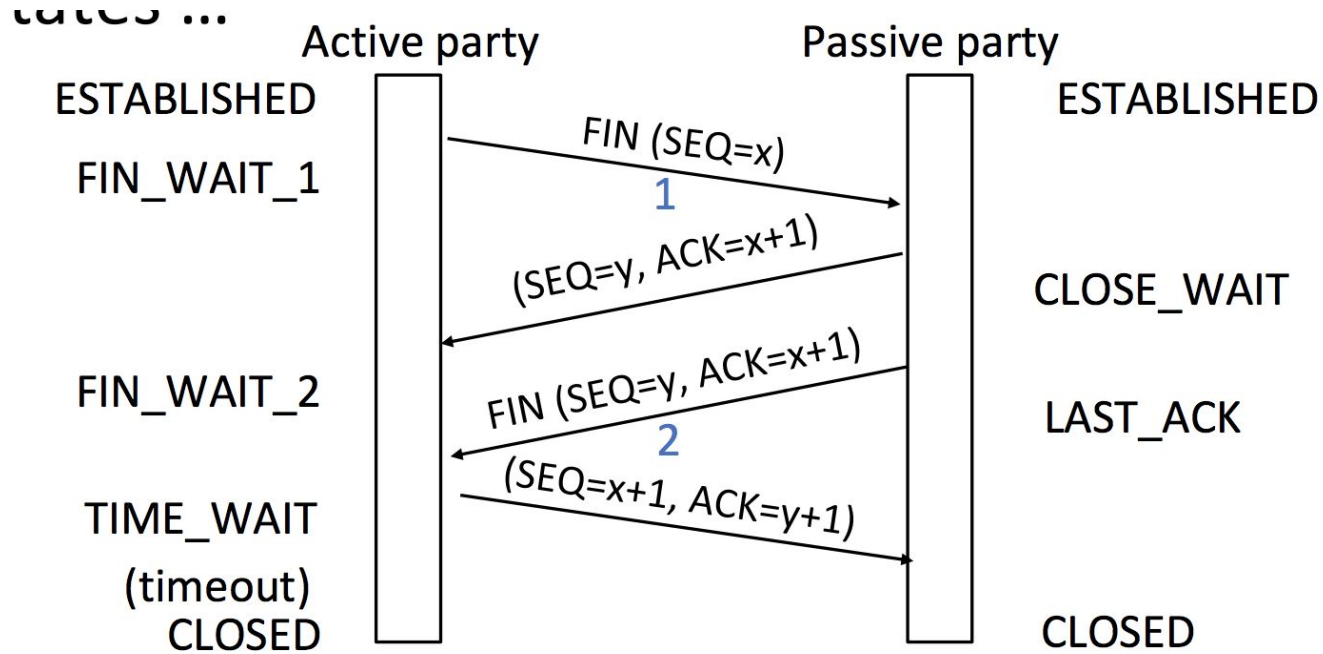 Active party Passive party
ESTABLISHED ESTABLISHED
FIN (SEQ=x)
FIN_WAIT_1
1
(SEQ=y, ACK=x+1)
CLOSE_WAIT
FIN (SEQ=y, ACK=x+1)
FIN_WAIT_2
LAST_ACK
2
(SEQ=x+1, ACK=y+1)
TIME_WAIT
(timeout)
CLOSED CLOSED